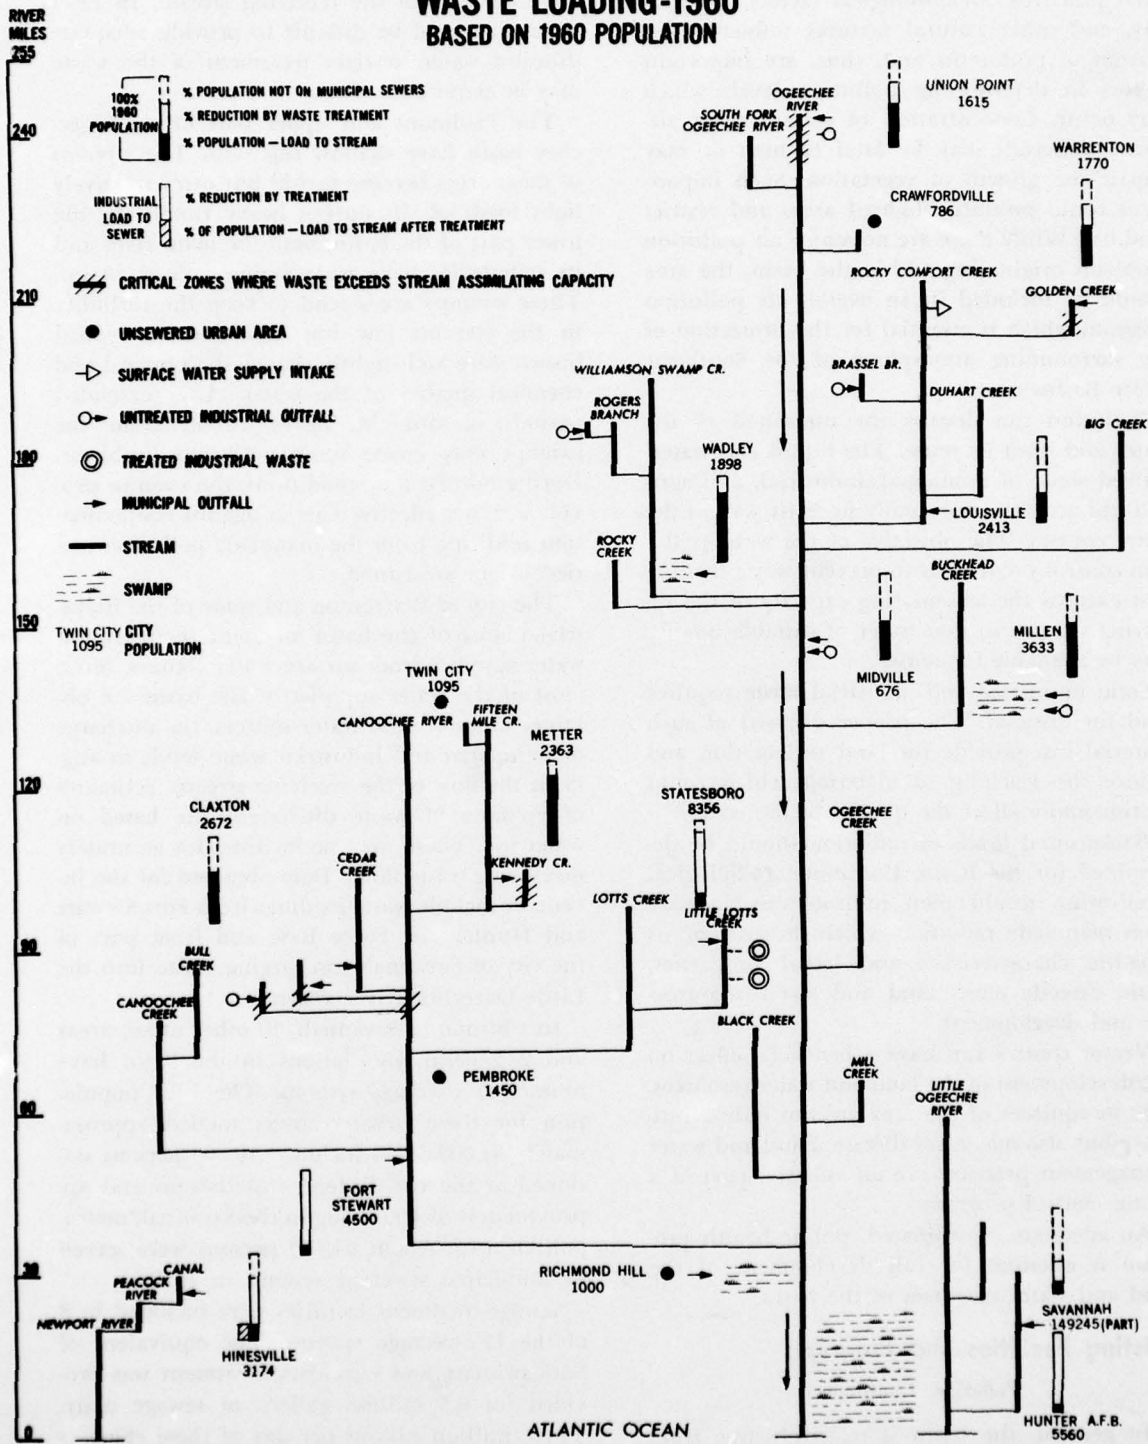 WASTE LOADING-1960
BASED ON 1960 POPULATION
RIVER
MILES
255
240
210
180
150
120
90
60
30
0
100%
1960
POPULATION
% POPULATION NOT ON MUNICIPAL SEWERS
% REDUCTION BY WASTE TREATMENT
% POPULATION — LOAD TO STREAM
INDUSTRIAL
LOAD TO
SEWER
% REDUCTION BY TREATMENT
% OF POPULATION — LOAD TO STREAM AFTER TREATMENT
CRITICAL ZONES WHERE WASTE EXCEEDS STREAM ASSIMILATING CAPACITY
UNSEWERED URBAN AREA
SURFACE WATER SUPPLY INTAKE
UNTREATED INDUSTRIAL OUTFALL
TREATED INDUSTRIAL WASTE
MUNICIPAL OUTFALL
STREAM
SWAMP
TWIN CITY CITY
1095 POPULATION
OGEECHEE
RIVER
SOUTH FORK
OGEECHEE RIVER
UNION POINT
1615
WARRENTON
1770
CRAWFORDVILLE
786
ROCKY COMFORT CREEK
GOLDEN CREEK
BRASSEL BR.
DUHART CREEK
BIG CREEK
WILLIAMSON SWAMP CR.
ROGERS
BRANCH
WADLEY
1898
LOUISVILLE
2413
ROCKY
CREEK
BUCKHEAD
CREEK
MIDVILLE
676
MILLEN
3633
TWIN CITY
1095
CANOOCHEE RIVER
FIFTEEN
MILE CR.
METTER
2363
CLAXTON
2672
STATESBORO
8356
OGEECHEE
CREEK
CEDAR
CREEK
KENNEDY CR.
LOTTS CREEK
LITTLE LOTTS
CREEK
BULL
CREEK
CANOOCHEE
CREEK
BLACK CREEK
MILL
CREEK
PEMBROKE
1450
LITTLE
OGEECHEE
RIVER
FORT
STEWART
4500
RICHMOND HILL
1000
CANAL
PEACOCK
RIVER
NEWPORT RIVER
HINESVILLE
3174
SAVANNAH
149245 (PART)
HUNTER A.F.B.
5560
ATLANTIC OCEAN